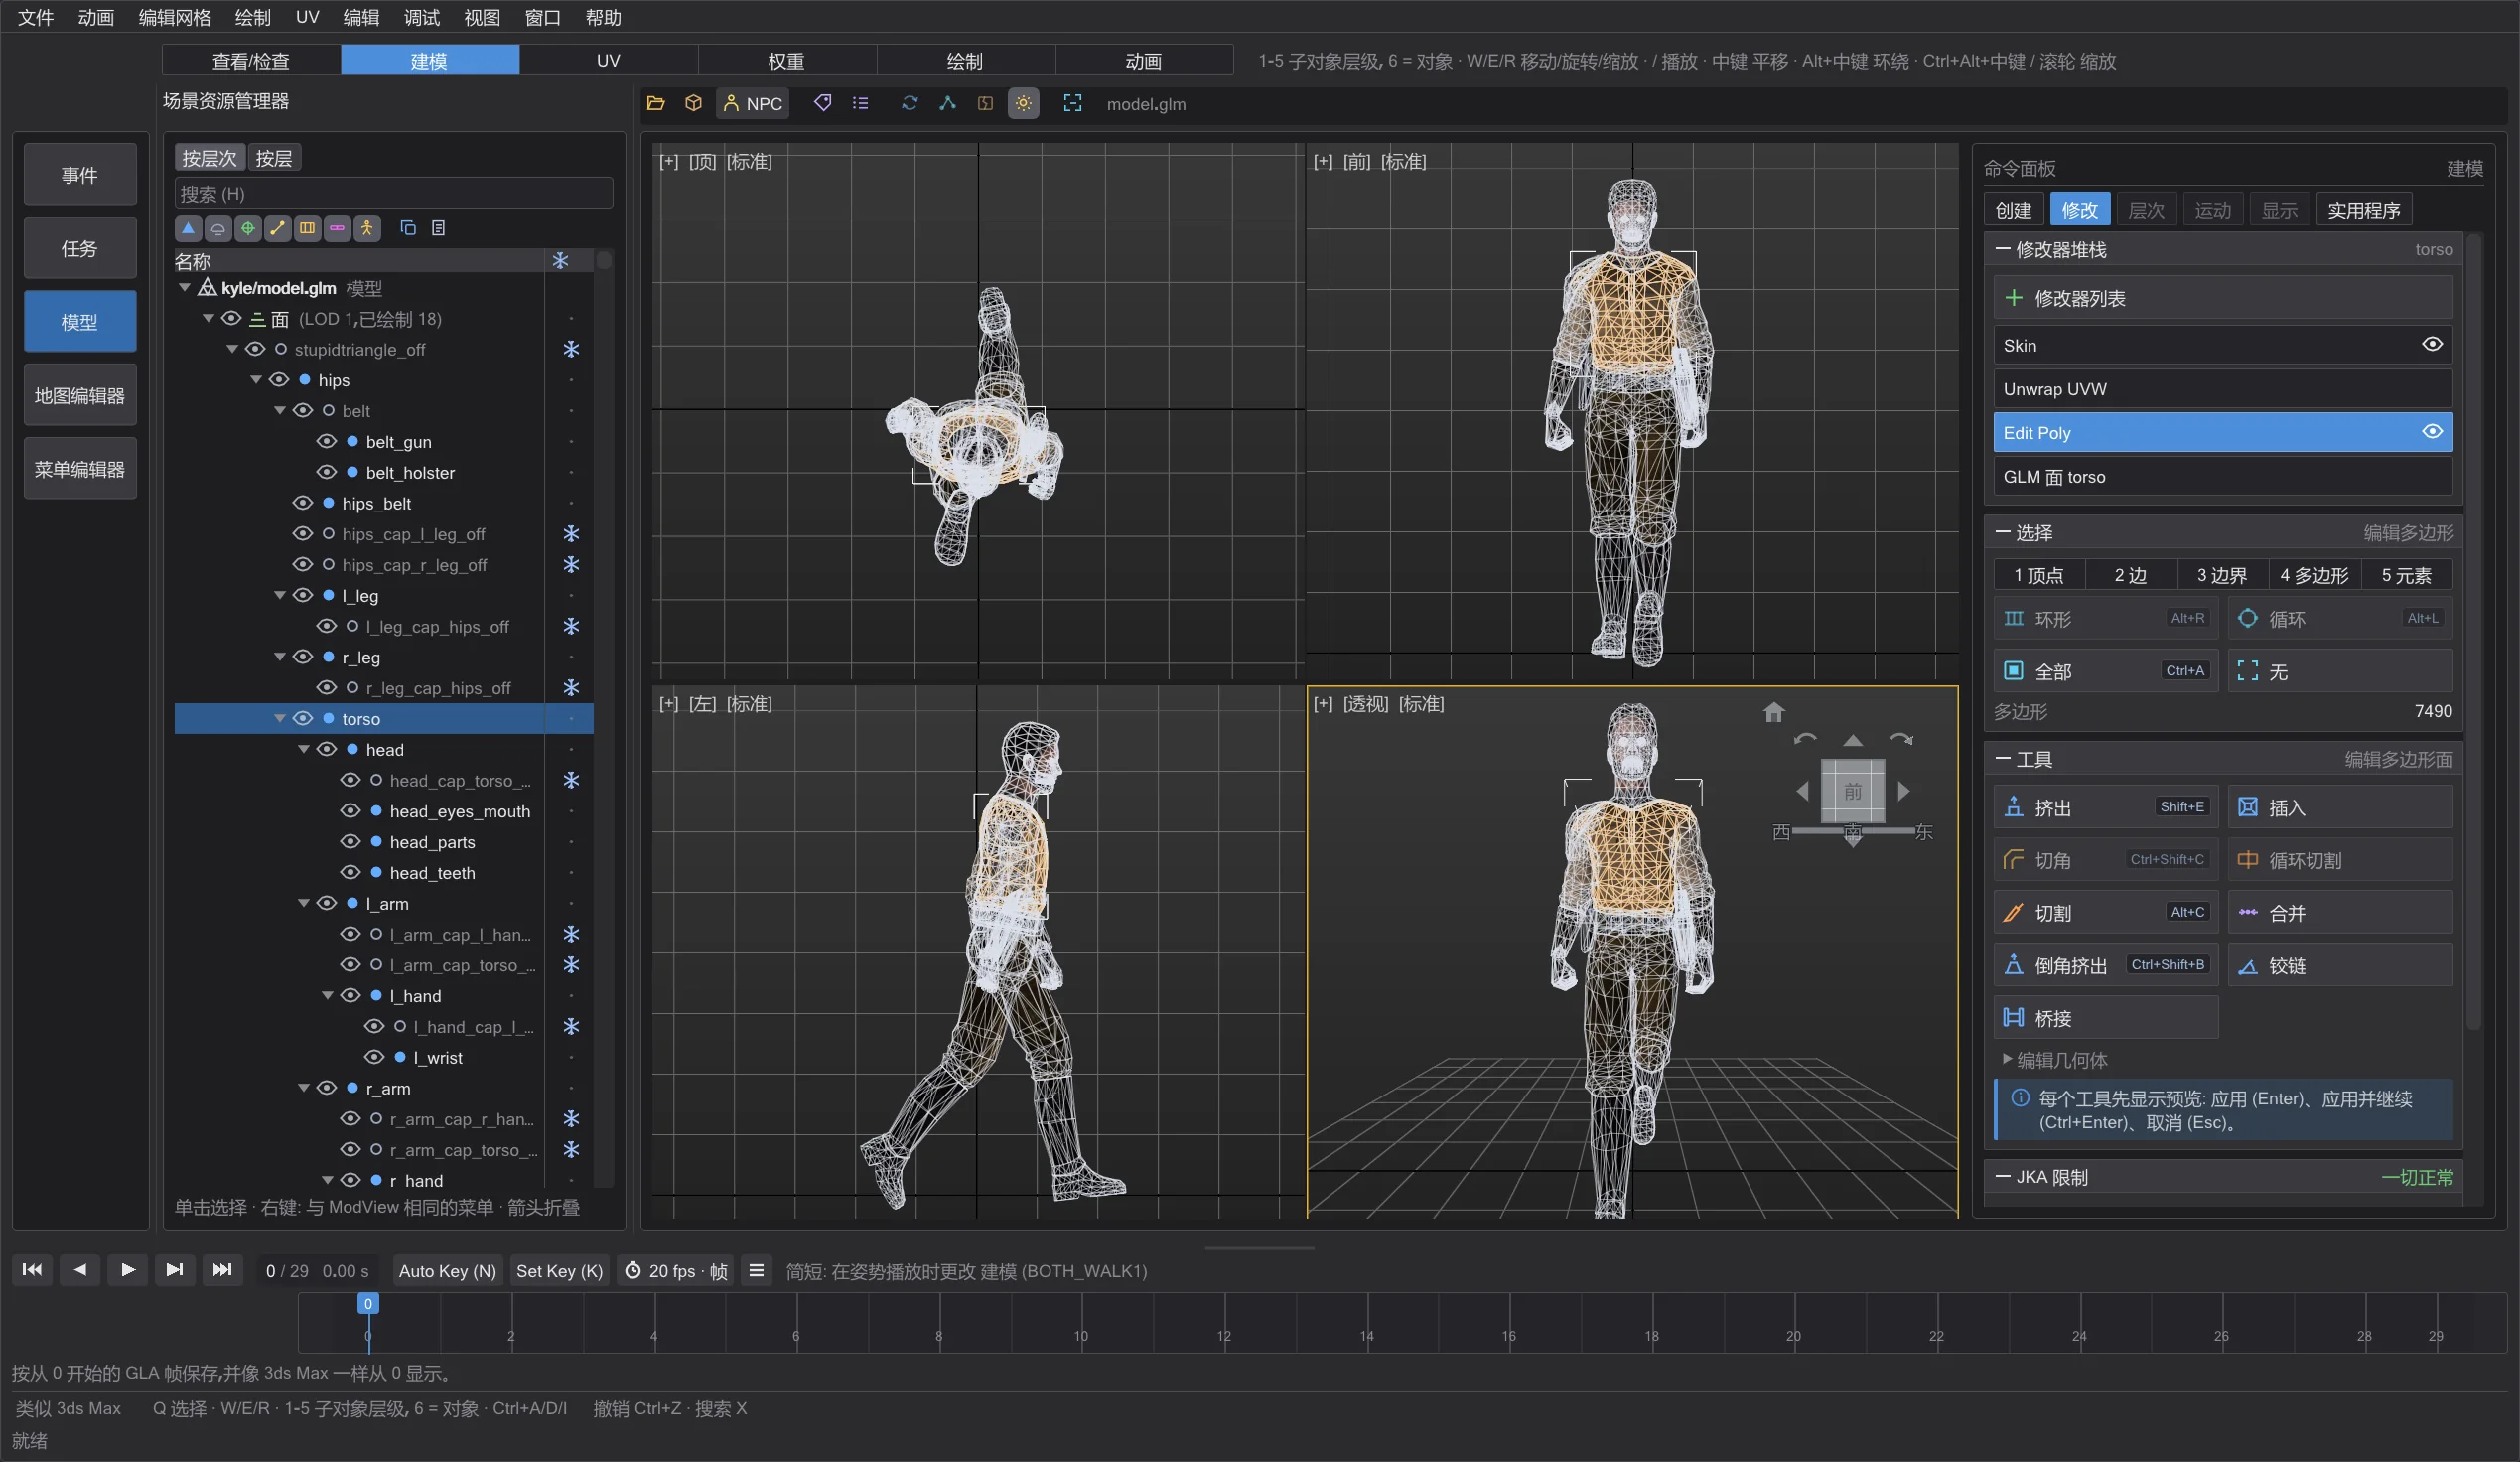 文件 动画 编辑网格 绘制 UV 编辑 调试 视图 窗口 帮助
查看/检查 建模 UV 权重 绘制 动画 1-5 子对象层级, 6 = 对象 · W/E/R 移动/旋转/缩放 · / 播放 · 中键 平移 · Alt+中键 环绕 · Ctrl+Alt+中键 / 滚轮 缩放
场景资源管理器
NPC model.glm
事件
任务
模型
地图编辑器
菜单编辑器
按层次 按层
搜索 (H)
名称
kyle/model.glm 模型
面 (LOD 1,已绘制 18)
stupidtriangle_off
hips
belt
belt_gun
belt_holster
hips_belt
hips_cap_l_leg_off
hips_cap_r_leg_off
l_leg
l_leg_cap_hips_off
r_leg
r_leg_cap_hips_off
torso
head
head_cap_torso_...
head_eyes_mouth
head_parts
head_teeth
l_arm
l_arm_cap_l_han...
l_arm_cap_torso_...
l_hand
l_hand_cap_l_...
l_wrist
r_arm
r_arm_cap_r_han...
r_arm_cap_torso_...
r_hand
单击选择 · 右键: 与 ModView 相同的菜单 · 箭头折叠
[+] [顶] [标准]
[+] [前] [标准]
[+] [左] [标准]
[+] [透视] [标准]
前
西 南 东
命令面板 建模
创建 修改 层次 运动 显示 实用程序
修改器堆栈 torso
修改器列表
Skin
Unwrap UVW
Edit Poly
GLM 面 torso
选择 编辑多边形
1 顶点 2 边 3 边界 4 多边形 5 元素
环形 Alt+R 循环 Alt+L
全部 Ctrl+A 无
多边形 7490
工具 编辑多边形面
挤出 Shift+E 插入
切角 Ctrl+Shift+C 循环切割
切割 Alt+C 合并
倒角挤出 Ctrl+Shift+B 铰链
桥接
编辑几何体
每个工具先显示预览: 应用 (Enter)、应用并继续
(Ctrl+Enter)、取消 (Esc)。
JKA 限制 一切正常
0 / 29 0.00 s Auto Key (N) Set Key (K) 20 fps · 帧 简短: 在姿势播放时更改 建模 (BOTH_WALK1)
0
0 2 4 6 8 10 12 14 16 18 20 22 24 26 28 29
按从 0 开始的 GLA 帧保存,并像 3ds Max 一样从 0 显示。
类似 3ds Max Q 选择 · W/E/R · 1-5 子对象层级, 6 = 对象 · Ctrl+A/D/I 撤销 Ctrl+Z · 搜索 X
就绪